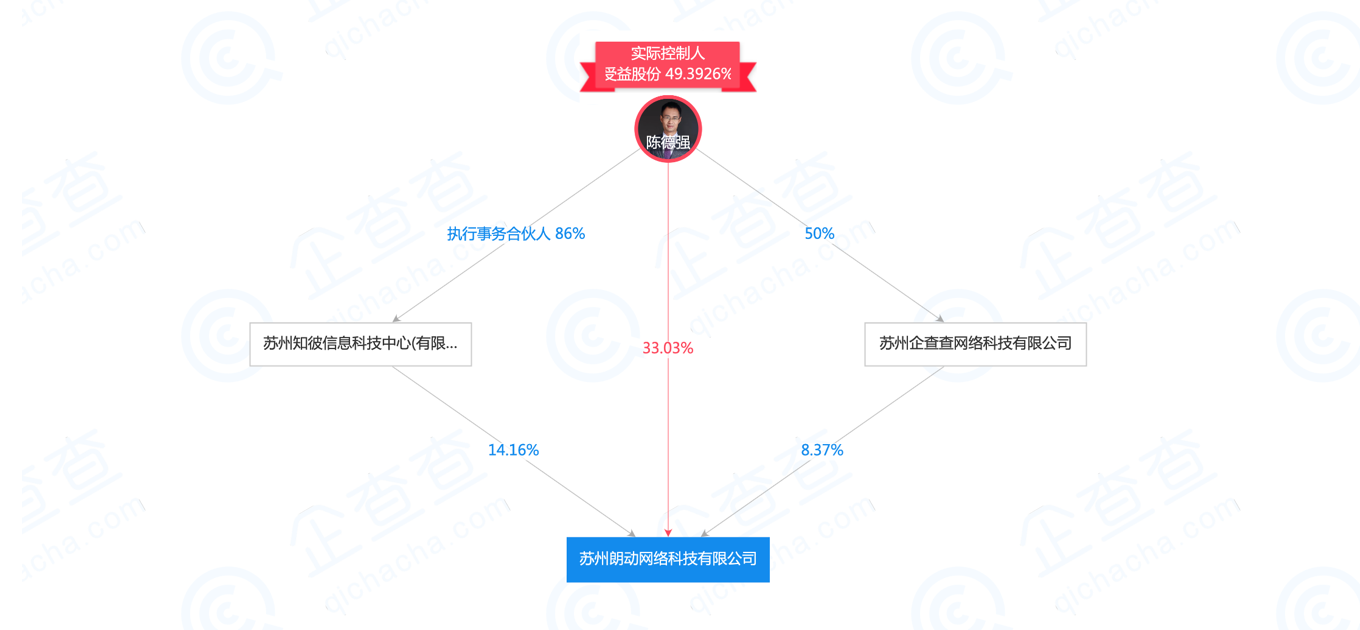 实际控制人
受益股份 49.3926%
陈德强
执行事务合伙人 86%
50%
苏州知彼信息科技中心(有限...
33.03%
苏州企查查网络科技有限公司
14.16%
8.37%
苏州朗动网络科技有限公司
企查查
qichacha.com